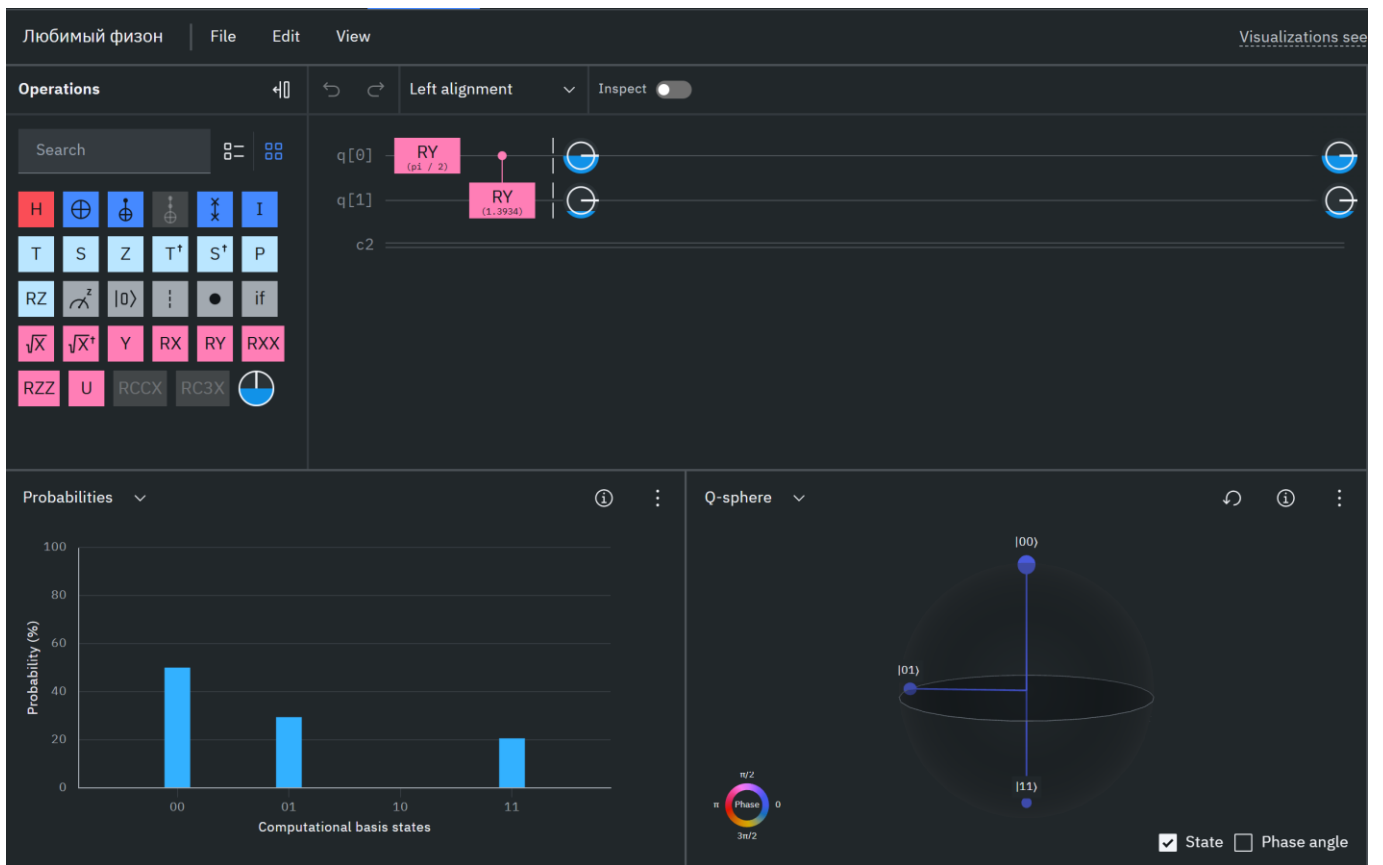 Любимый физон File Edit View Visualizations see
Operations Left alignment Inspect
Search
H I
T S Z T† S† P
RZ z |0⟩ if
√X √X† Y RX RY RXX
RZZ U RCCX RC3X
q[0] RY
(pi / 2)
q[1] RY
(1.3934)
c2
Probabilities
100
80
60
40
20
0
Probability (%)
00 01 10 11
Computational basis states
Q-sphere
|00⟩
|01⟩
|11⟩
π/2
π Phase 0
3π/2
State Phase angle